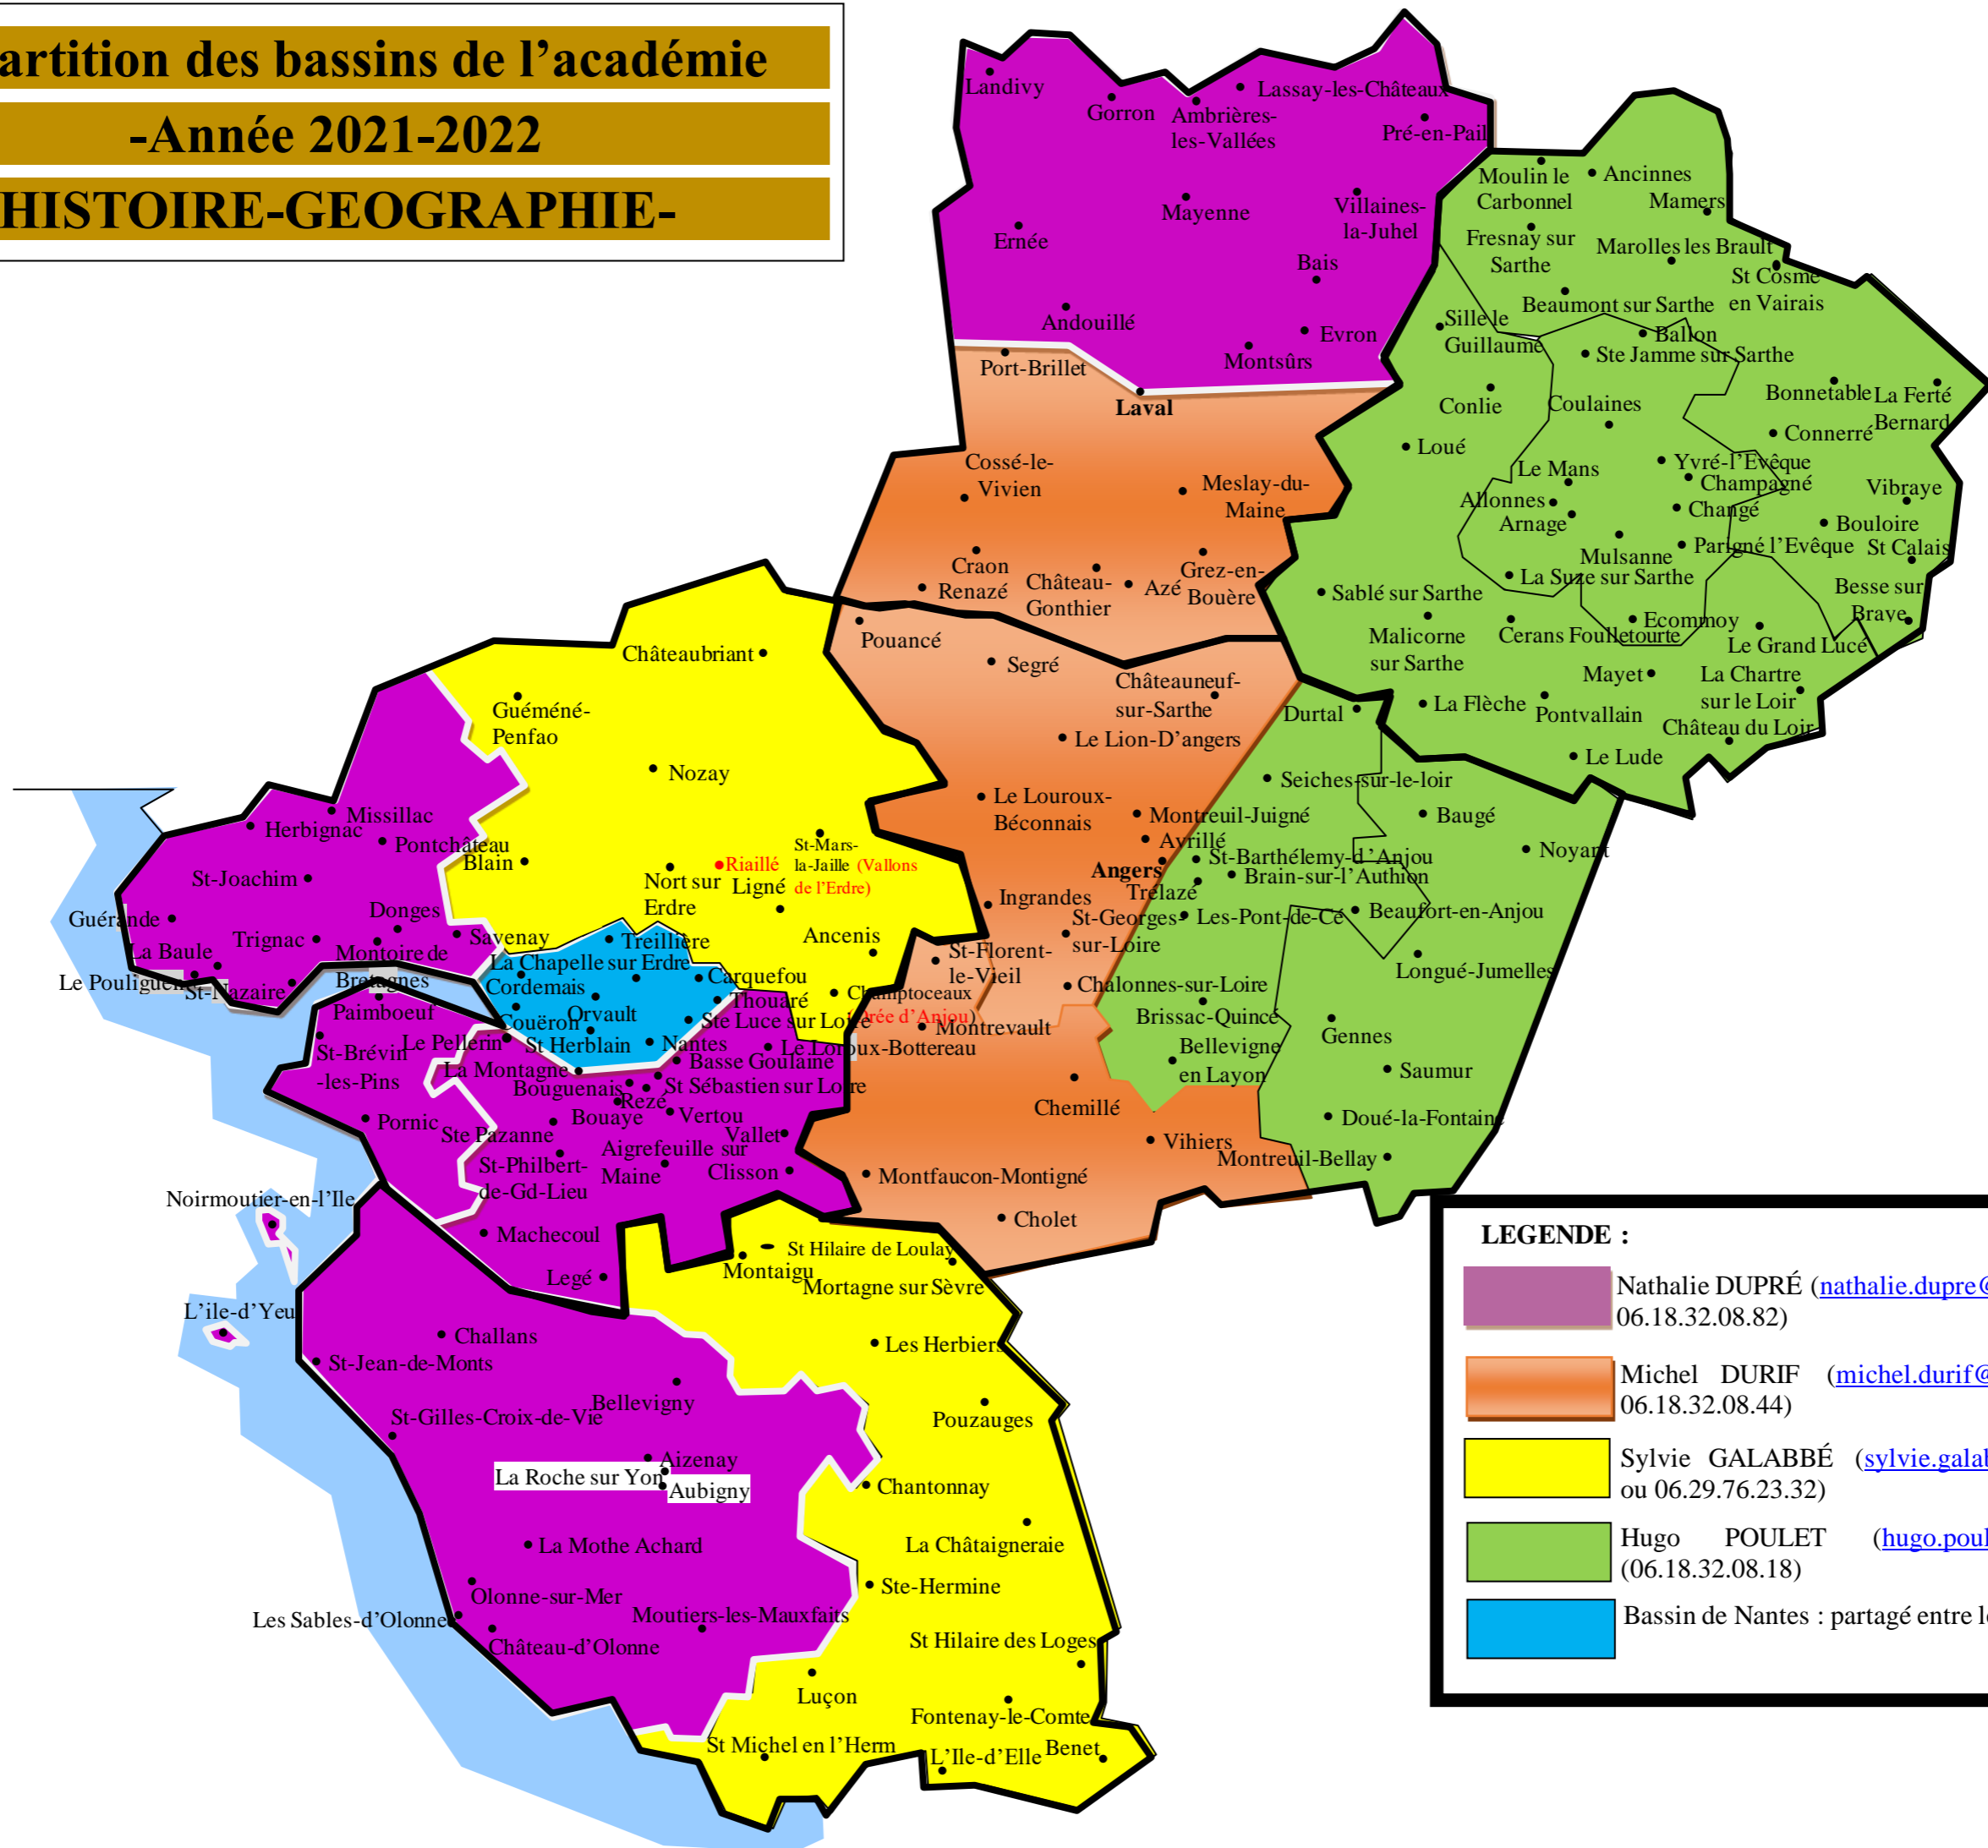 artition des bassins de l’académie
-Année 2021-2022
HISTOIRE-GEOGRAPHIE-
Landivy
Gorron
Ambrières-
les-Vallées
Lassay-les-Châteaux
Pré-en-Pail
Mayenne
Villaines-
la-Juhel
Ernée
Bais
Andouillé
Evron
Montsûrs
Moulin le
Carbonnel
Ancinnes
Mamers
Fresnay sur
Sarthe
Marolles les Brault
St Cosme
en Vairais
Beaumont sur Sarthe
Sille le
Guillaume
Ballon
Ste Jamme sur Sarthe
Conlie
Coulaines
Bonnetable
La Ferté
Bernard
Loué
Connerré
Le Mans
Yvré-l’Evêque
Champagné
Vibraye
Allonnes
Arnage
Changé
Bouloire
Mulsanne
Parigné l’Evêque
St Calais
La Suze sur Sarthe
Besse sur
Braye
Sablé sur Sarthe
Malicorne
sur Sarthe
Cerans Foulletourte
Ecommoy
Le Grand Lucé
Mayet
La Chartre
sur le Loir
La Flèche
Pontvallain
Château du Loir
Le Lude
Port-Brillet
Laval
Cossé-le-
Vivien
Meslay-du-
Maine
Craon
Renazé
Château-
Gonthier
Azé
Grez-en-
Bouère
Pouancé
Segré
Châteauneuf-
sur-Sarthe
Le Lion-D’angers
Le Louroux-
Béconnais
Montreuil-Juigné
Avrillé
Angers
Ingrandes
St-Georges-
sur-Loire
St-Florent-
le-Vieil
Chalonnes-sur-Loire
Montrevault
Chemillé
Vihiers
Montfaucon-Montigné
Cholet
Durtal
Seiches-sur-le-loir
Baugé
Noyant
St-Barthélemy-d’Anjou
Brain-sur-l’Authion
Trélazé
Les-Pont-de-Cé
Beaufort-en-Anjou
Longué-Jumelles
Brissac-Quincé
Bellevigne
en Layon
Gennes
Saumur
Doué-la-Fontaine
Montreuil-Bellay
Châteaubriant
Guéméné-
Penfao
Nozay
Blain
Riaillé
St-Mars-
la-Jaille (Vallons
de l’Erdre)
Nort sur
Erdre
Ligné
Ancenis
Champtoceaux
(Orée d’Anjou)
Missillac
Herbignac
Pontchâteau
St-Joachim
Guérande
Donges
Trignac
Savenay
La Baule
Montoire de
Bretagnes
Le Pouliguen
St-Nazaire
Treillière
La Chapelle sur Erdre
Cordemais
Carquefou
Thouaré
Orvault
Couëron
Ste Luce sur Loire
St Herblain
Nantes
Paimboeuf
Le Pellerin
St-Brévin
-les-Pins
La Montagne
Basse Goulaine
Le Loroux-Bottereau
Bouguenais
St Sébastien sur Loire
Rezé
Pornic
Bouaye
Vertou
Ste Pazanne
Vallet
Aigrefeuille sur
Maine
St-Philbert-
de-Gd-Lieu
Clisson
Machecoul
Legé
Noirmoutier-en-l’Ile
L’ile-d’Yeu
Montaigu
St Hilaire de Loulay
Mortagne sur Sèvre
Challans
St-Jean-de-Monts
Les Herbiers
Bellevigny
Pouzauges
St-Gilles-Croix-de-Vie
Aizenay
La Roche sur Yon
Aubigny
Chantonnay
La Mothe Achard
La Châtaigneraie
Olonne-sur-Mer
Ste-Hermine
Les Sables-d’Olonne
Moutiers-les-Mauxfaits
Château-d’Olonne
St Hilaire des Loges
Luçon
Fontenay-le-Comte
St Michel en l’Herm
L’Ile-d’Elle
Benet
LEGENDE :
Nathalie DUPRÉ (nathalie.dupre@
06.18.32.08.82)
Michel DURIF (michel.durif@
06.18.32.08.44)
Sylvie GALABBÉ (sylvie.galab
ou 06.29.76.23.32)
Hugo POULET (hugo.poul
(06.18.32.08.18)
Bassin de Nantes : partagé entre le